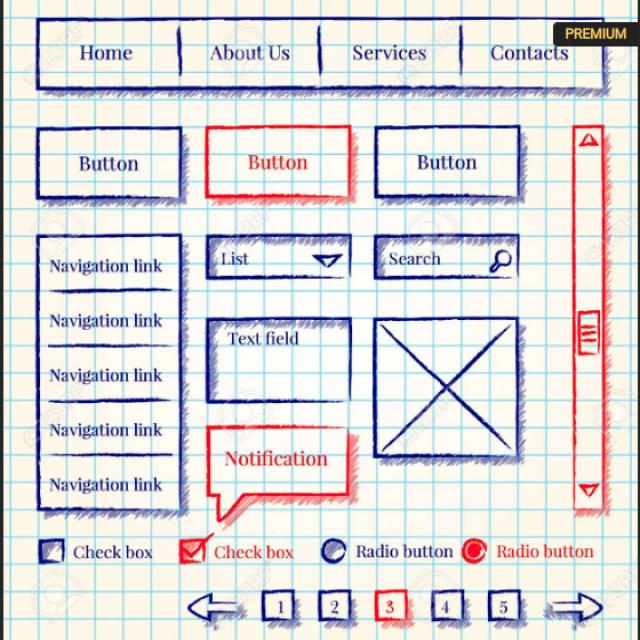 PREMIUM
Home About Us Services Contacts
Button Button Button
Navigation link
List
Search
Navigation link
Text field
Navigation link
Navigation link
Notification
Navigation link
Check box Check box Radio button Radio button
1 2 3 4 5